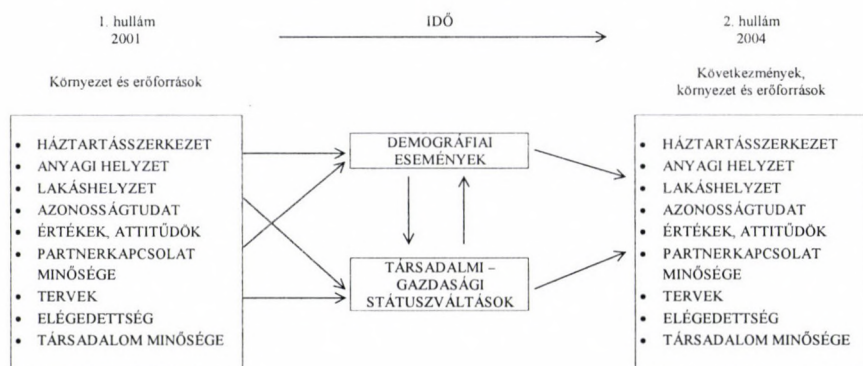 1. hullám
2001
IDŐ
2. hullám
2004
Környezet és erőforrások
Következmények,
környezet és erőforrások
• HÁZTARTÁSSZERKEZET
• ANYAGI HELYZET
• LAKÁSHELYZET
• AZONOSSÁGTUDAT
• ÉRTÉKEK, ATTITŰDÖK
• PARTNERKAPCSOLAT
MINŐSÉGE
• TERVEK
• ELÉGEDETTSÉG
• TÁRSADALOM MINŐSÉGE
DEMOGRÁFIAI
ESEMÉNYEK
TÁRSADALMI –
GAZDASÁGI
STÁTUSZVÁLTÁSOK
• HÁZTARTÁSSZERKEZET
• ANYAGI HELYZET
• LAKÁSHELYZET
• AZONOSSÁGTUDAT
• ÉRTÉKEK, ATTITŰDÖK
• PARTNERKAPCSOLAT
MINŐSÉGE
• TERVEK
• ELÉGEDETTSÉG
• TÁRSADALOM MINŐSÉGE